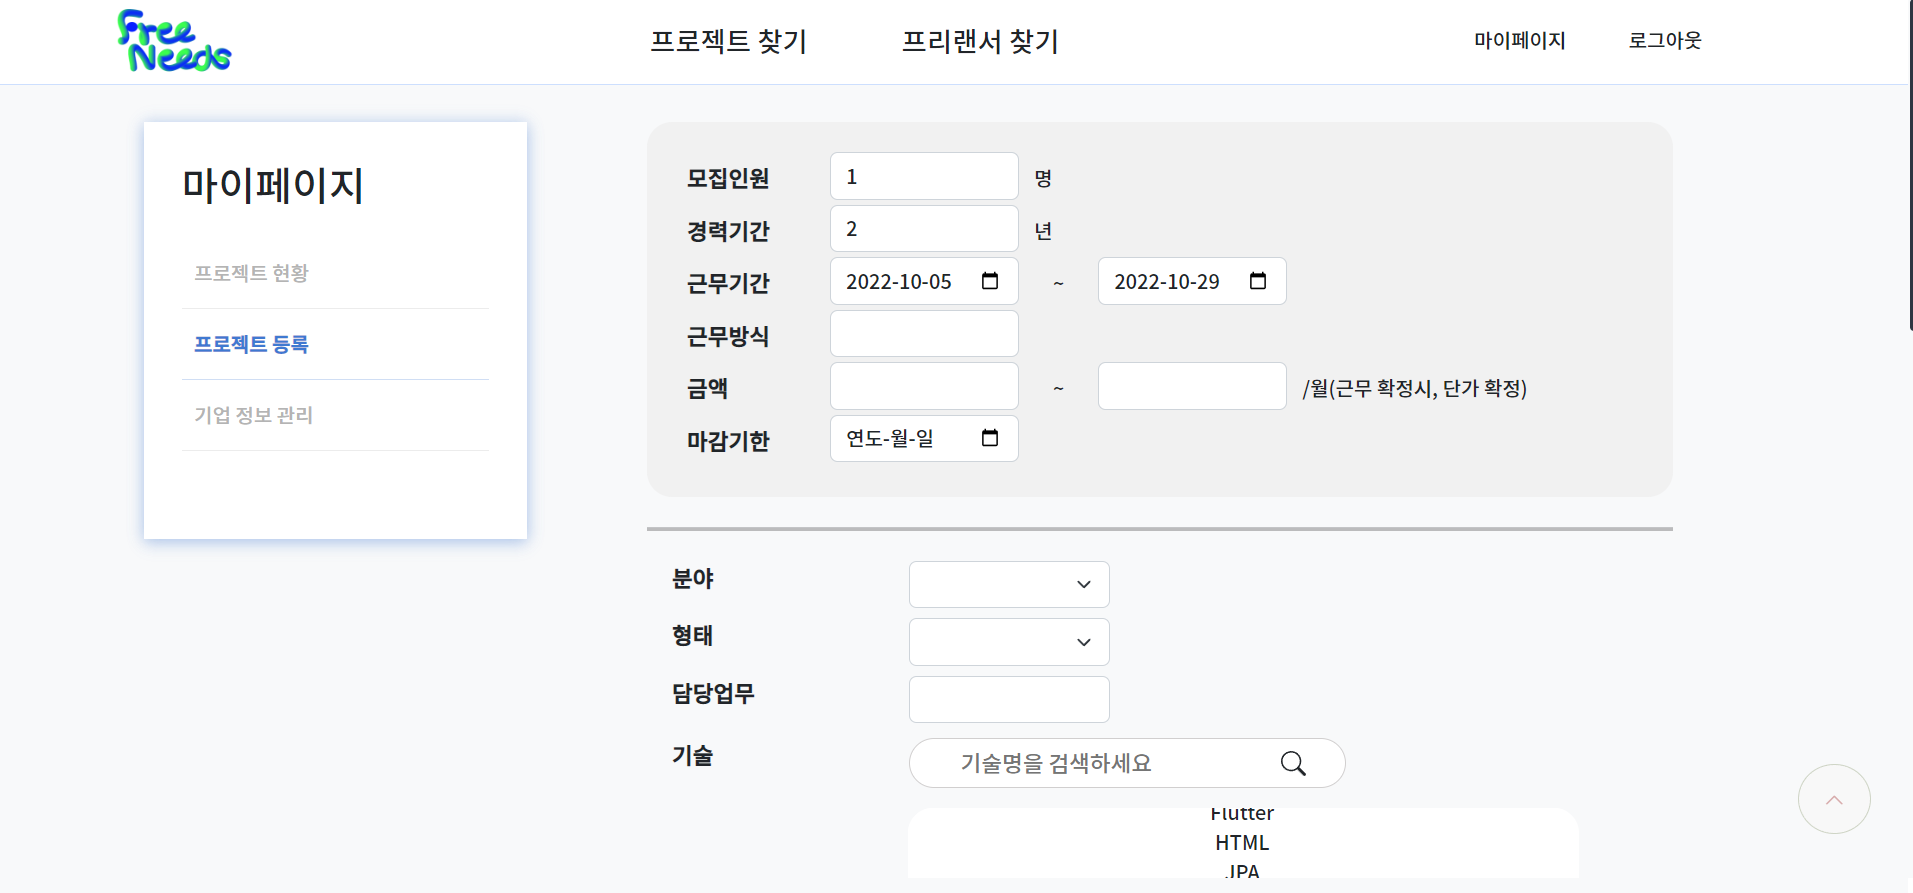 Free
Needs
프로젝트 찾기
프리랜서 찾기
마이페이지
로그아웃
마이페이지
프로젝트 현황
프로젝트 등록
기업 정보 관리
모집인원 1 명
경력기간 2 년
근무기간 2022-10-05 ~ 2022-10-29
근무방식
금액 ~ /월(근무 확정시, 단가 확정)
마감기한 연도-월-일
분야
형태
담당업무
기술 기술명을 검색하세요
Flutter
HTML
JPA